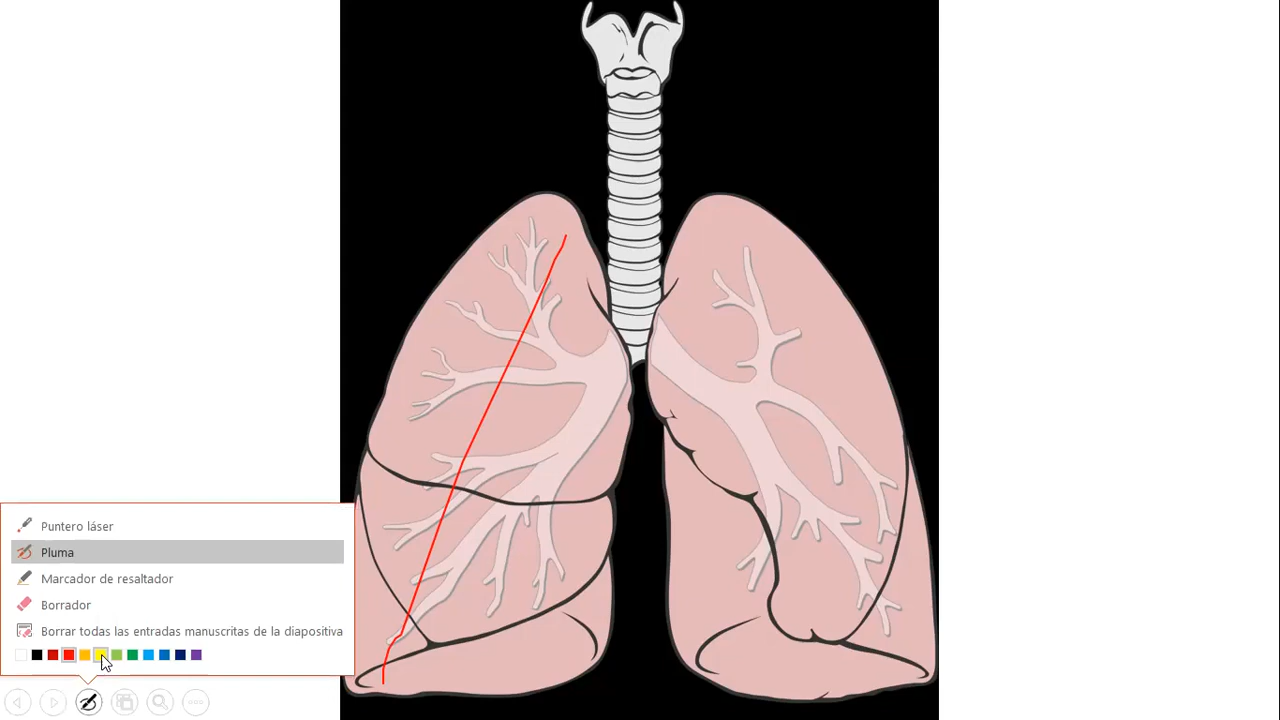 Puntero láser
Pluma
Marcador de resaltador
Borrador
Borrar todas las entradas manuscritas de la diapositiva